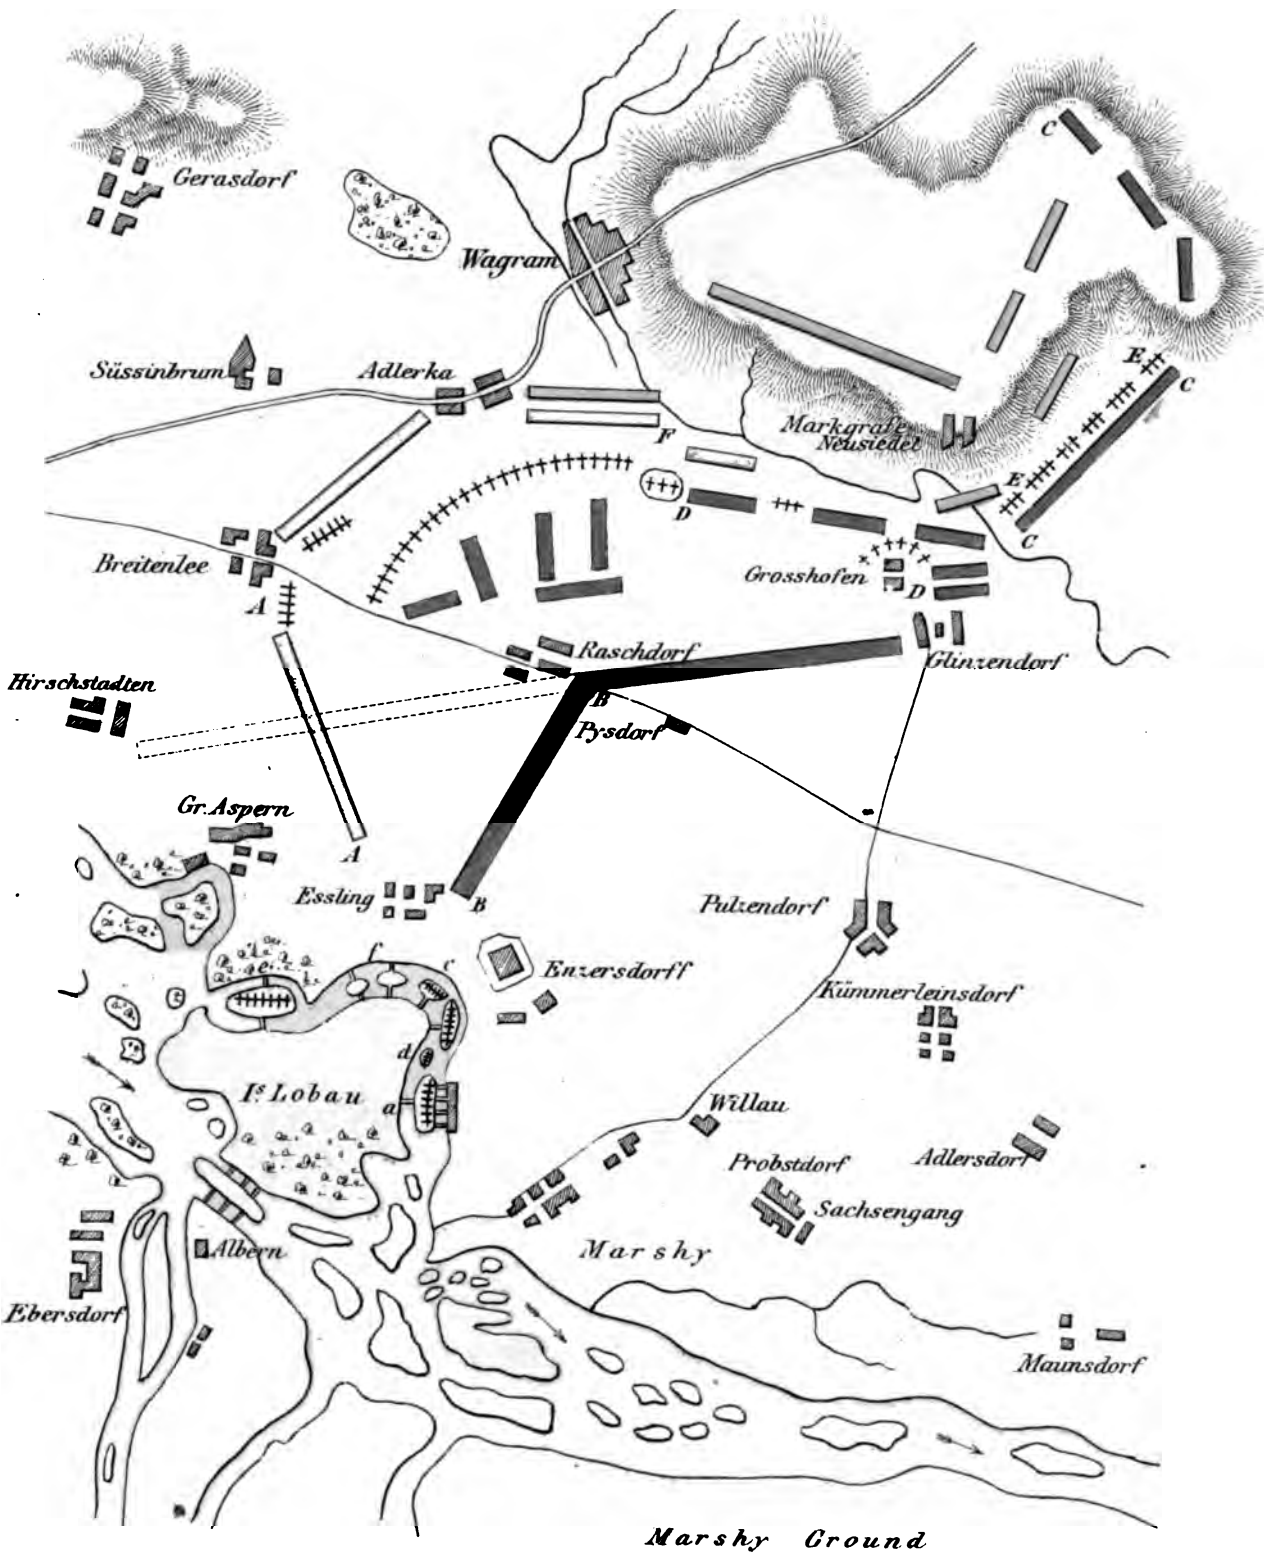 C
Gerasdorf
Wagram
Süssinbrum
Adlerka
E
C
F
Markgrafe
Neusiedel
E
D
C
Breitenlee
Grosshofen
D
A
Raschdorf
Glinzendorf
Hirschstadten
B
Pysdorf
Gr. Aspern
A
Essling
B
Pulzendorf
f
c
e
Enzersdorff
Kümmerleinsdorf
d
Is. Lobau
a
Willau
Probstdorf
Adlersdorf
Sachsengang
Albern
Marshy
Ebersdorf
Maunsdorf
Marshy Ground